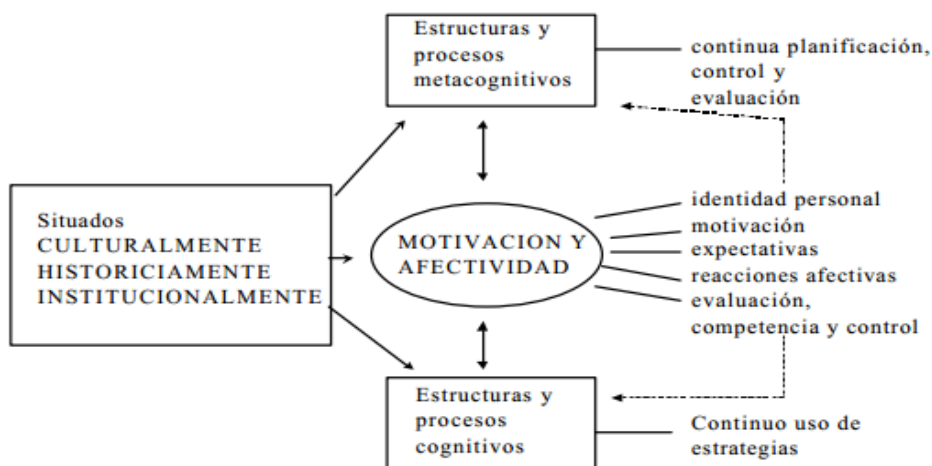 Estructuras y
procesos
metacognitivos
continua planificación,
control y
evaluación
Situados
CULTURALMENTE
HISTORICIAMENTE
INSTITUCIONALMENTE
MOTIVACION Y
AFECTIVIDAD
identidad personal
motivación
expectativas
reacciones afectivas
evaluación,
competencia y control
Estructuras y
procesos
cognitivos
Continuo uso de
estrategias